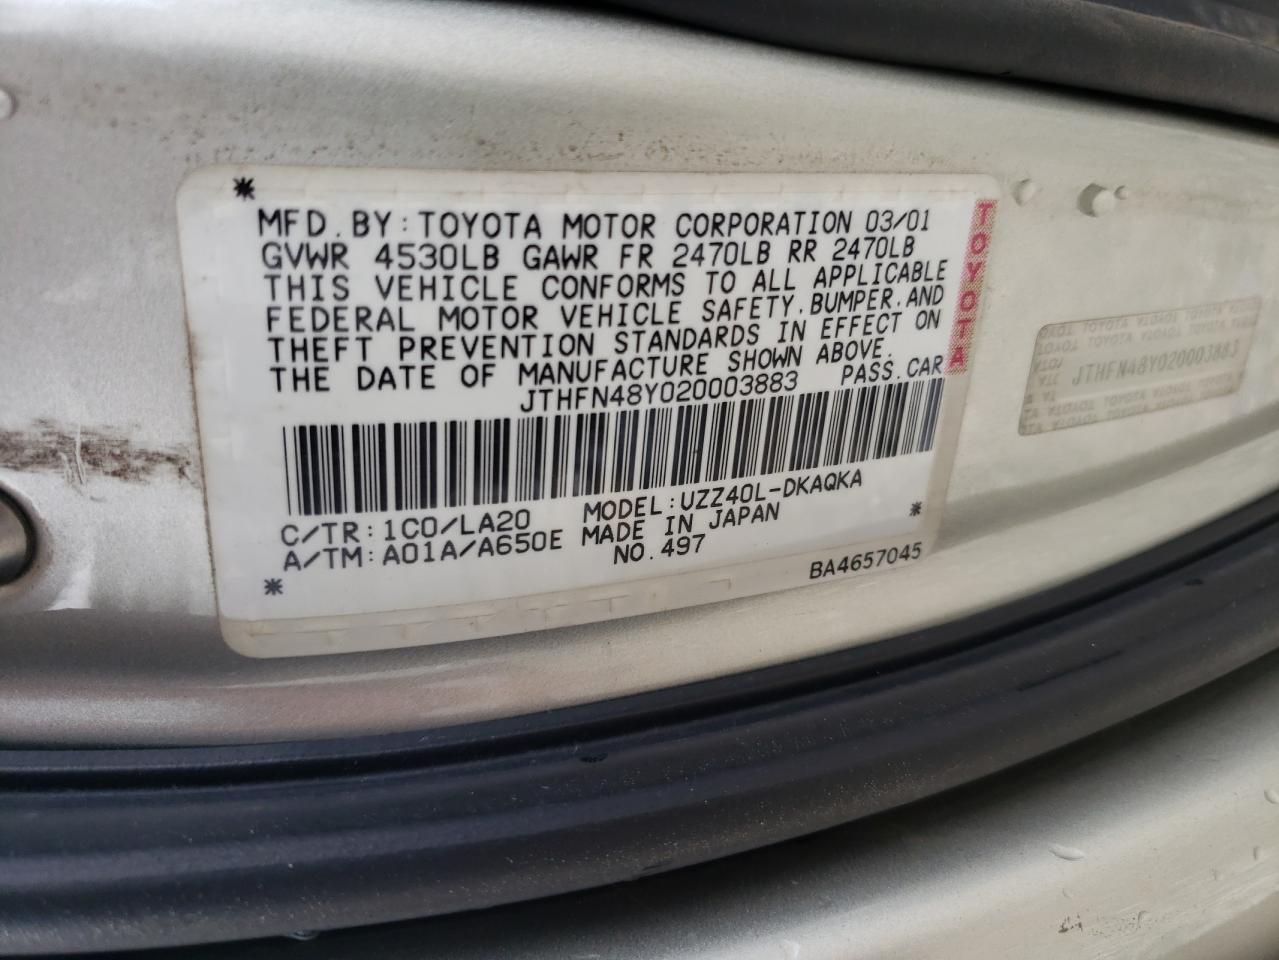 MFD.BY:TOYOTA MOTOR CORPORATION 03/01
GVWR 4530LB GAWR FR 2470LB RR 2470LB
THIS VEHICLE CONFORMS TO ALL APPLICABLE
FEDERAL MOTOR VEHICLE SAFETY,BUMPER,AND
THEFT PREVENTION STANDARDS IN EFFECT ON
THE DATE OF MANUFACTURE SHOWN ABOVE.
JTHFN48Y020003883 PASS.CAR
C/TR:1C0/LA20 MODEL:UZZ40L-DKAQKA
A/TM:A01A/A650E MADE IN JAPAN
NO.497
BA4657045
TOYOTA
JTHFN48Y020003883